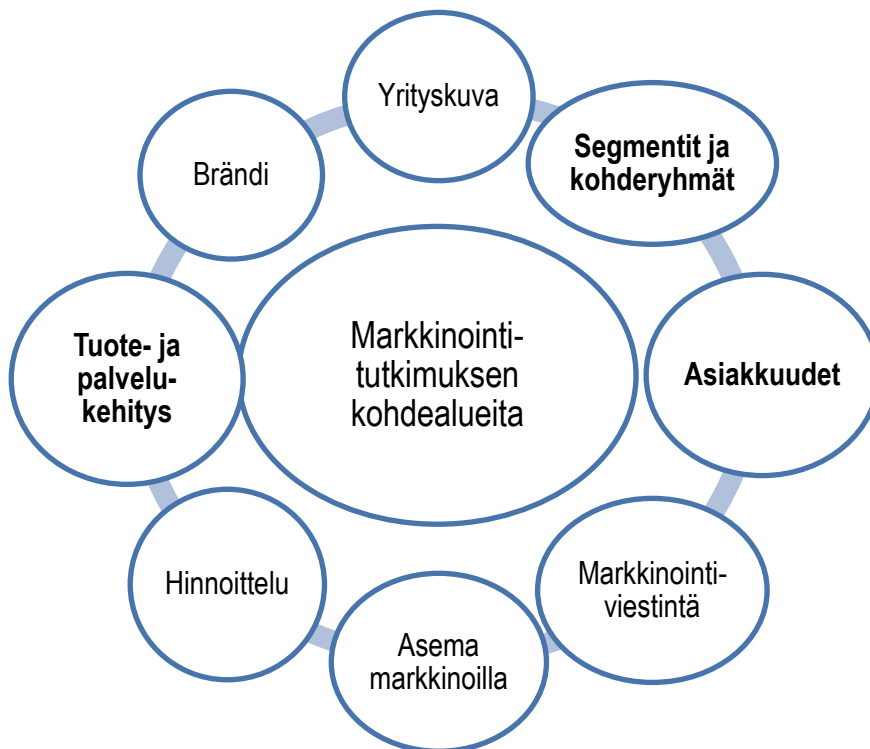 Yrityskuva
Segmentit ja
kohderyhmät
Asiakkuudet
Markkinointi-
viestintä
Asema
markkinoilla
Hinnoittelu
Tuote- ja
palvelu-
kehitys
Brändi
Markkinointi-
tutkimuksen
kohdealueita